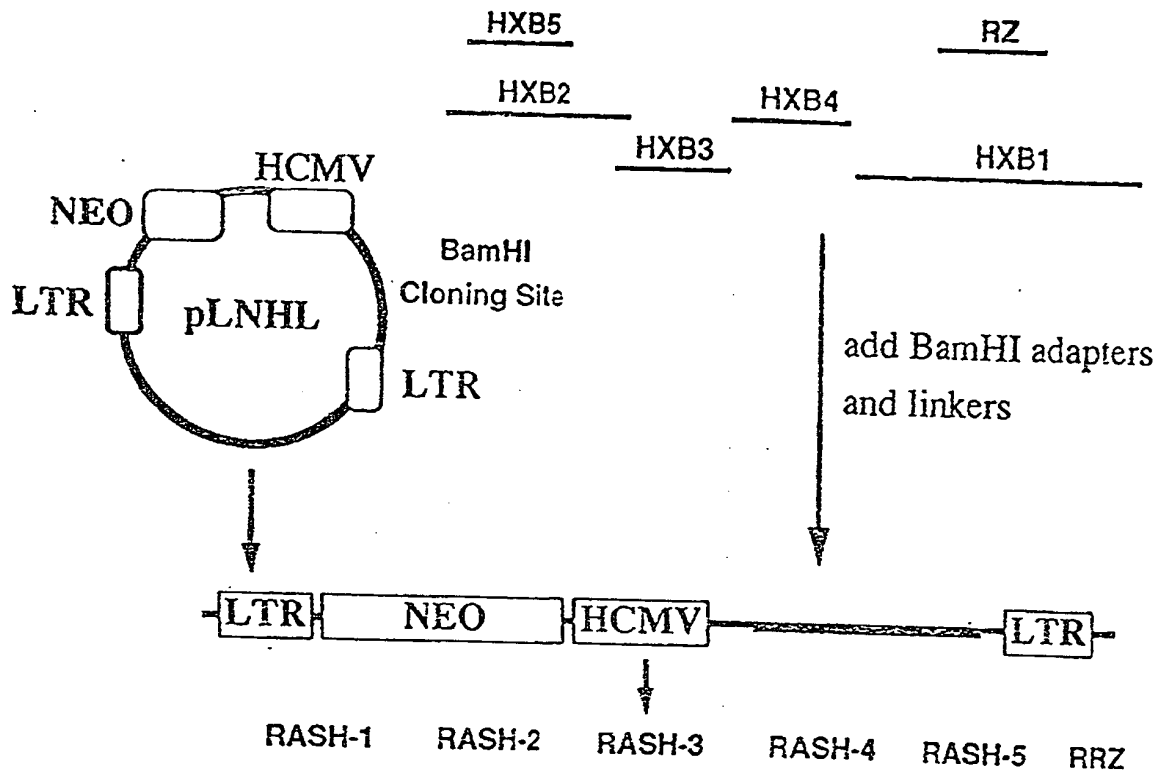 HXB5
RZ
HXB2
HXB4
HXB3
HXB1
HCMV
NEO
BamHI
Cloning Site
LTR
pLNHL
LTR
add BamHI adapters
and linkers
LTR NEO HCMV LTR
RASH-1 RASH-2 RASH-3 RASH-4 RASH-5 RRZ